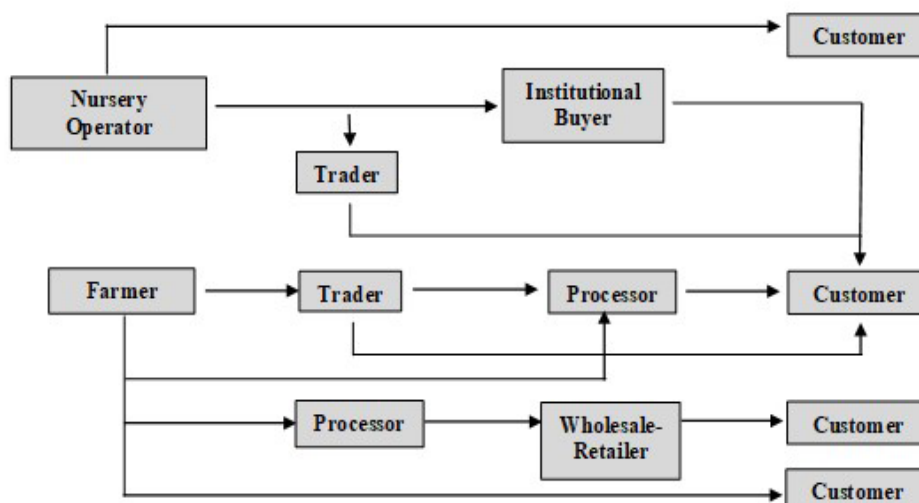 Customer
Nursery
Operator
Institutional
Buyer
Trader
Farmer
Trader
Processor
Customer
Processor
Wholesale-
Retailer
Customer
Customer